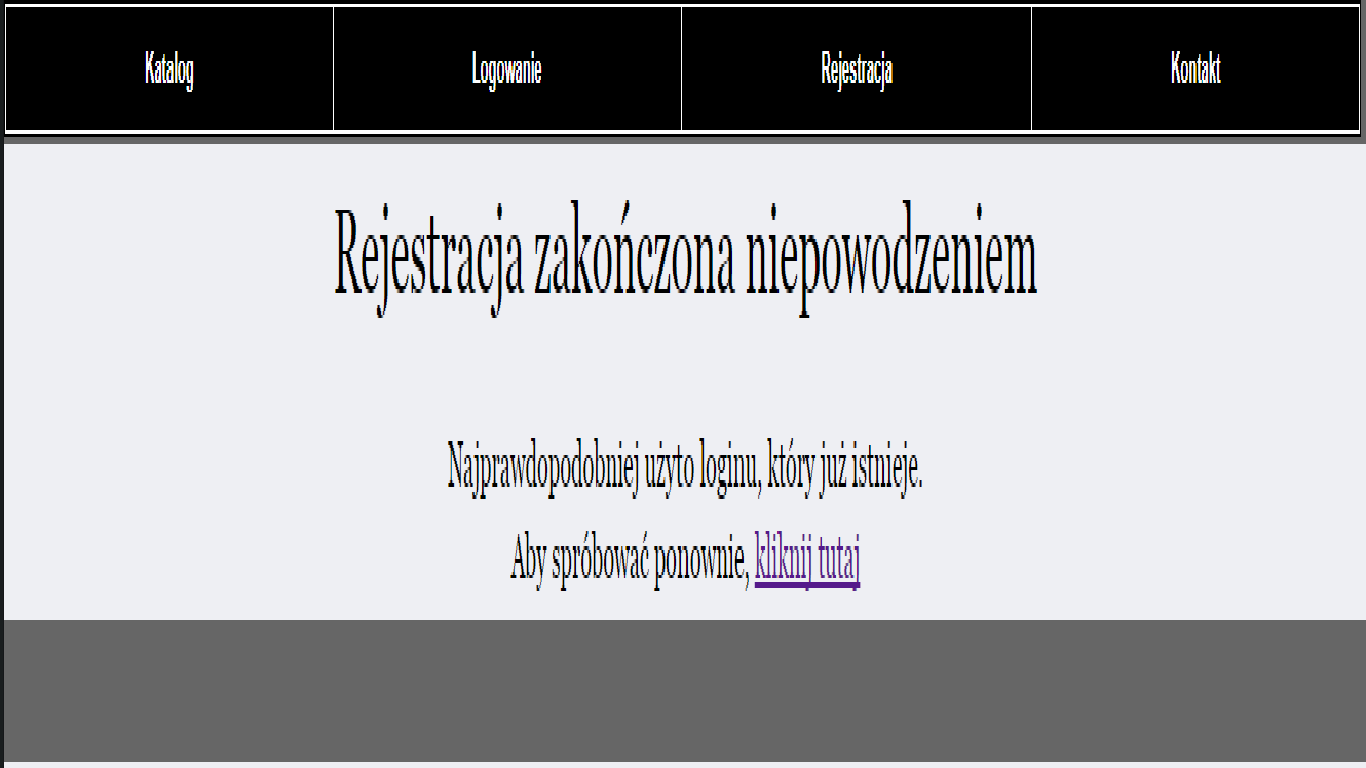 Katalog Logowanie Rejestracja Kontakt
Rejestracja zakończona niepowodzeniem
Najprawdopodobniej użyto loginu, który już istnieje.
Aby spróbować ponownie, kliknij tutaj